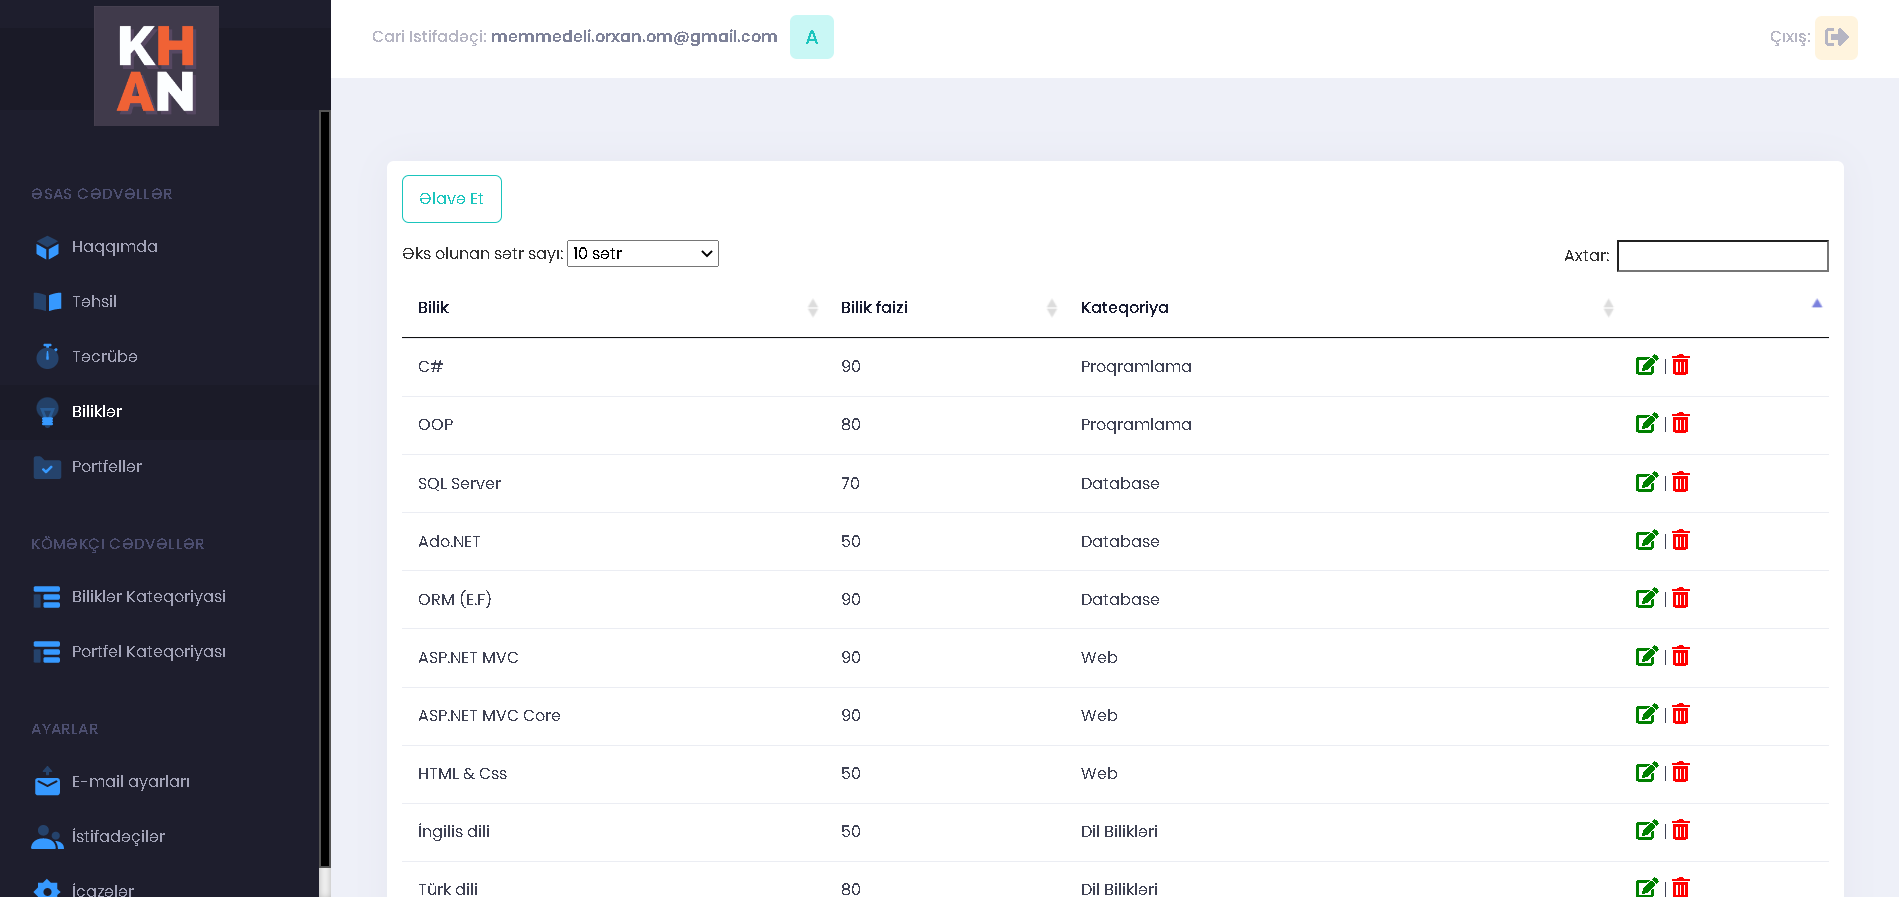 KH
AN
Cari Istifadəçi: memmedeli.orxan.om@gmail.com
A
Çıxış:
ƏSAS CƏDVƏLLƏR
Haqqımda
Təhsil
Təcrübə
Biliklər
Portfellər
KÖMƏKÇI CƏDVƏLLƏR
Biliklər Kateqoriyasi
Portfel Kateqoriyası
AYARLAR
E-mail ayarları
İstifadəçilər
İcazələr
Əlavə Et
Əks olunan sətr sayı: 10 sətr
Axtar:
Bilik Bilik faizi Kateqoriya
C# 90 Proqramlama |
OOP 80 Proqramlama |
SQL Server 70 Database |
Ado.NET 50 Database |
ORM (E.F) 90 Database |
ASP.NET MVC 90 Web |
ASP.NET MVC Core 90 Web |
HTML & Css 50 Web |
İngilis dili 50 Dil Bilikləri |
Türk dili 80 Dil Bilikləri |